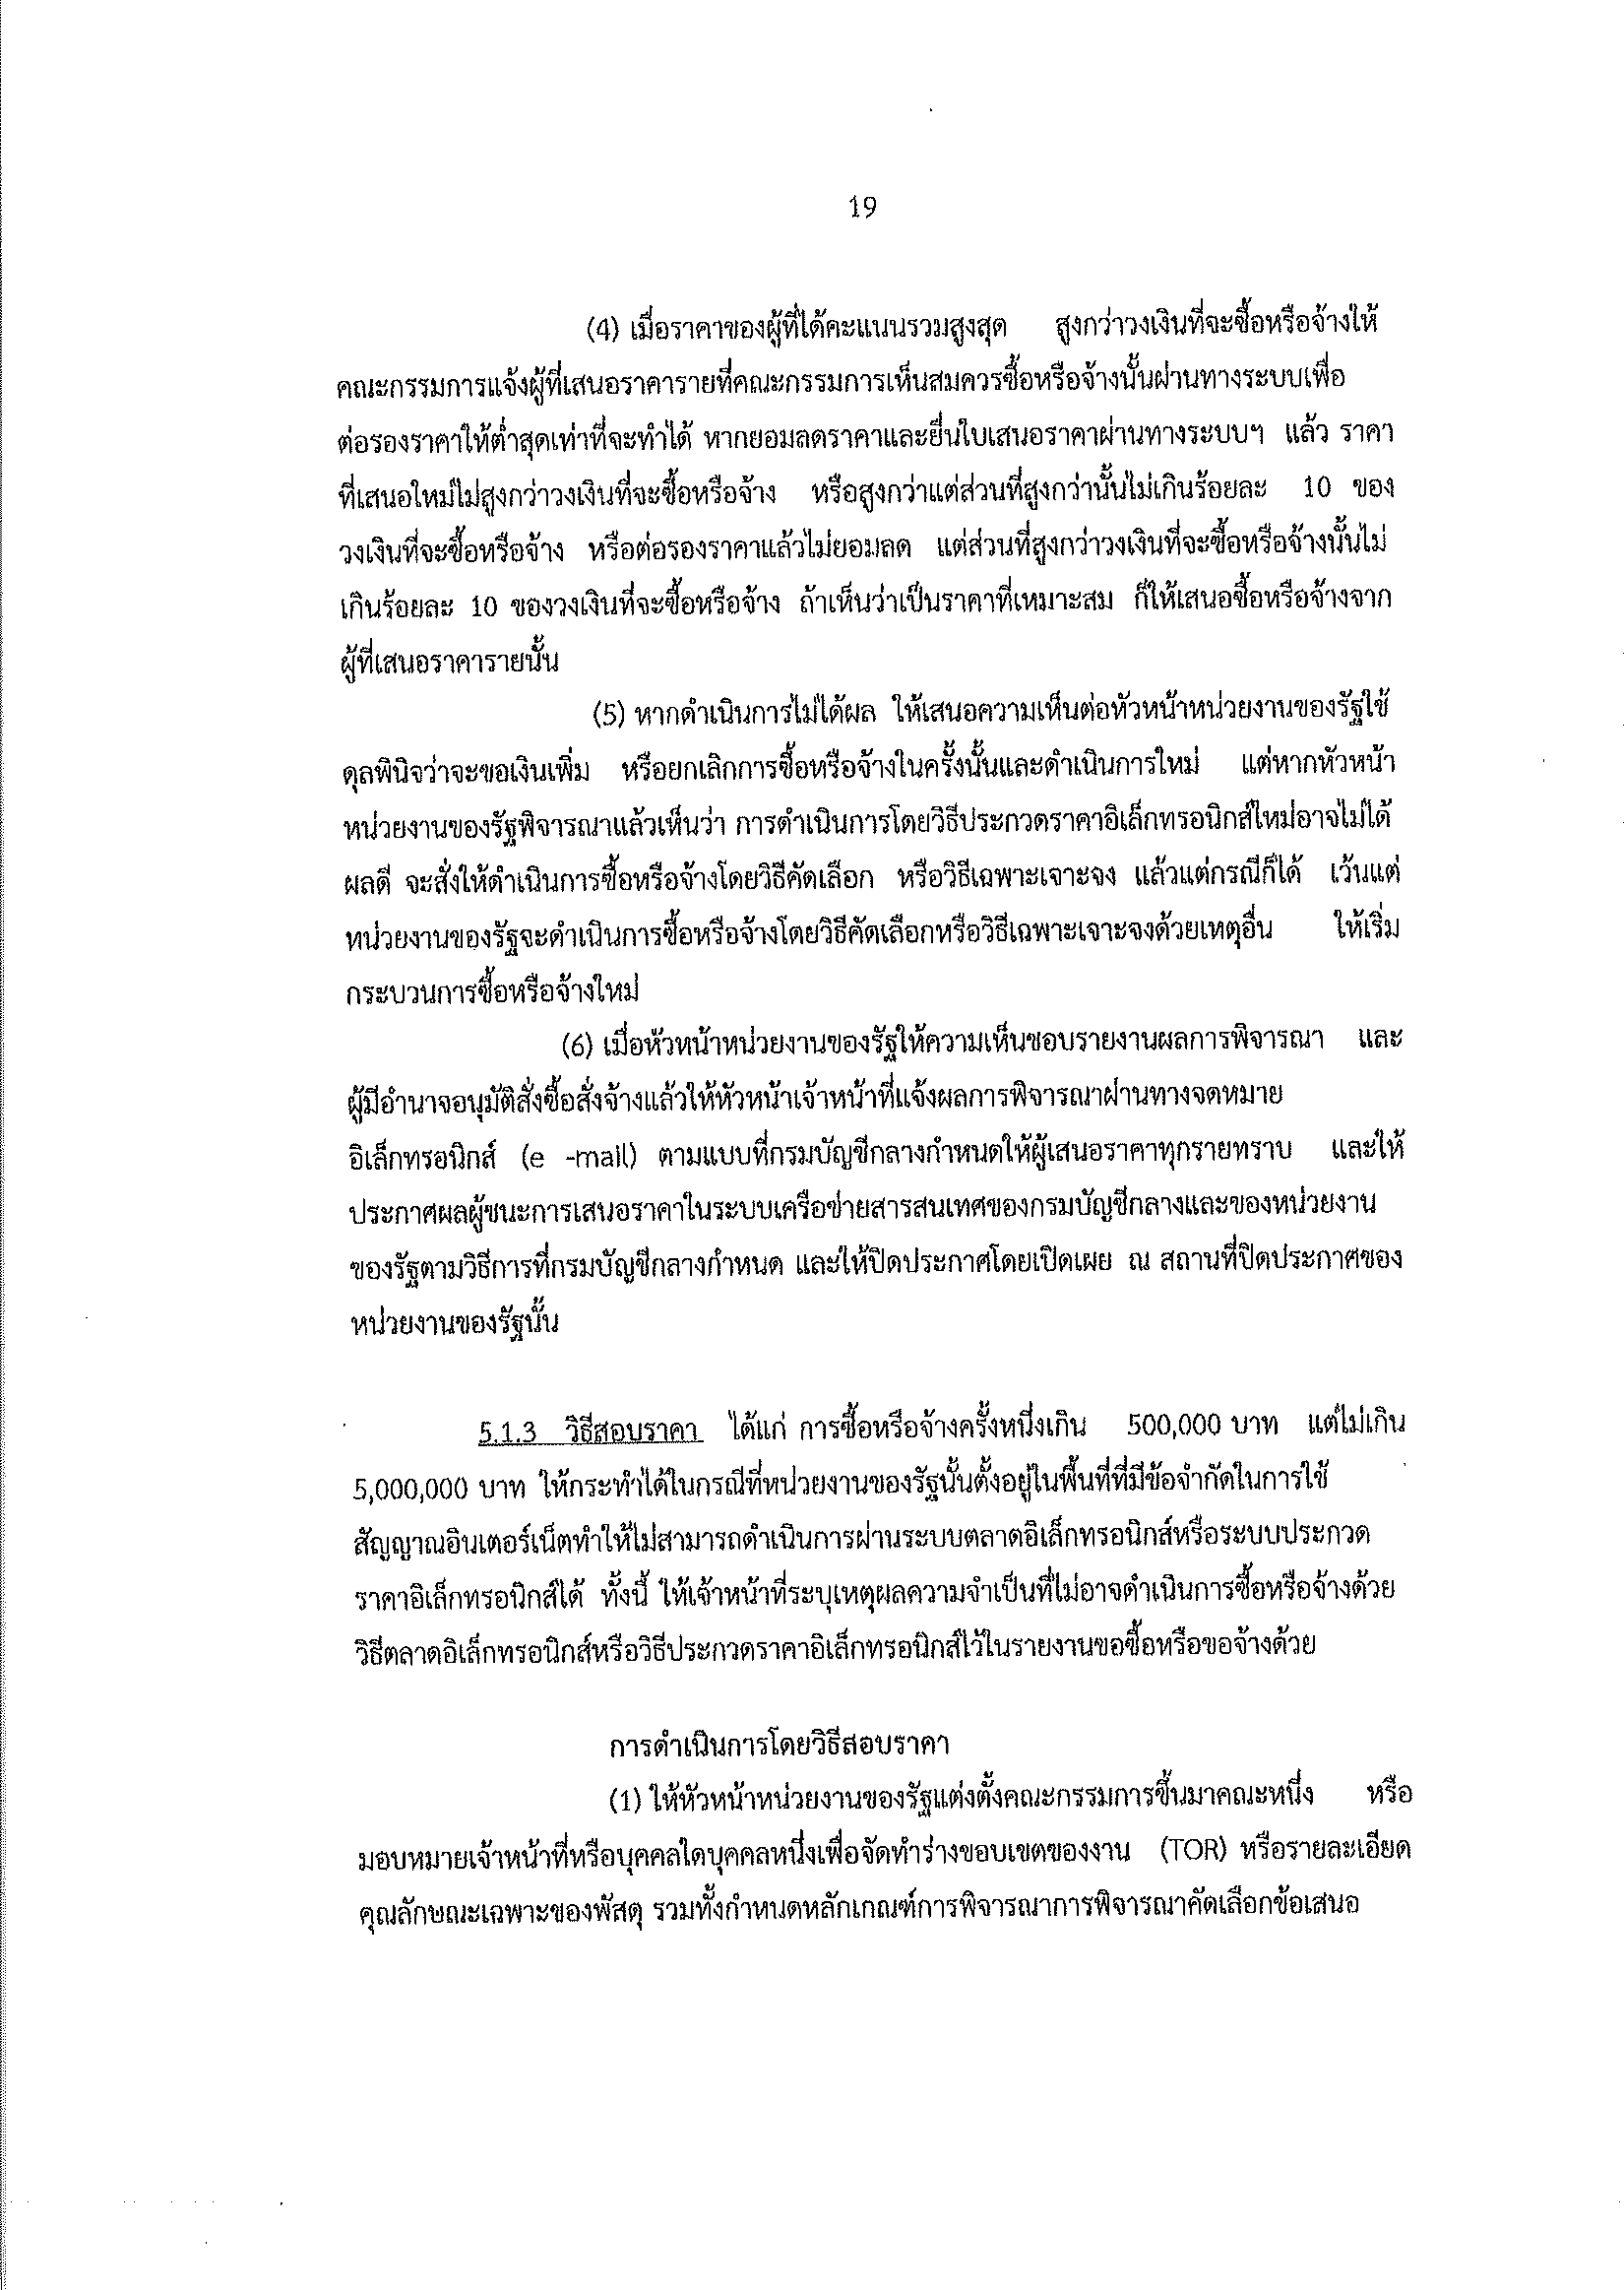 19
(4) เมื่อราคาของผู้ที่ได้คะแนนรวมสูงสุด สูงกว่าวงเงินที่จะซื้อหรือจ้างให้
คณะกรรมการแจ้งผู้ที่เสนอราคารายที่คณะกรรมการเห็นสมควรซื้อหรือจ้างนั้นผ่านทางระบบเพื่อ
ต่อรองราคาให้ต่ำสุดเท่าที่จะทำได้ หากยอมลดราคาและยื่นใบเสนอราคาผ่านทางระบบฯ แล้ว ราคา
ที่เสนอใหม่ไม่สูงกว่าวงเงินที่จะซื้อหรือจ้าง หรือสูงกว่าแต่ส่วนที่สูงกว่านั้นไม่เกินร้อยละ 10 ของ
วงเงินที่จะซื้อหรือจ้าง หรือต่อรองราคาแล้วไม่ยอมลด แต่ส่วนที่สูงกว่าวงเงินที่จะซื้อหรือจ้างนั้นไม่
เกินร้อยละ 10 ของวงเงินที่จะซื้อหรือจ้าง ถ้าเห็นว่าเป็นราคาที่เหมาะสม ก็ให้เสนอซื้อหรือจ้างจาก
ผู้ที่เสนอราคารายนั้น
(5) หากดำเนินการไม่ได้ผล ให้เสนอความเห็นต่อหัวหน้าหน่วยงานของรัฐใช้
ดุลพินิจว่าจะขอเงินเพิ่ม หรือยกเลิกการซื้อหรือจ้างในครั้งนั้นและดำเนินการใหม่ แต่หากหัวหน้า
หน่วยงานของรัฐพิจารณาแล้วเห็นว่า การดำเนินการโดยวิธีประกวดราคาอิเล็กทรอนิกส์ใหม่อาจไม่ได้
ผลดี จะสั่งให้ดำเนินการซื้อหรือจ้างโดยวิธีคัดเลือก หรือวิธีเฉพาะเจาะจง แล้วแต่กรณีก็ได้ เว้นแต่
หน่วยงานของรัฐจะดำเนินการซื้อหรือจ้างโดยวิธีคัดเลือกหรือวิธีเฉพาะเจาะจงด้วยเหตุอื่น ให้เริ่ม
กระบวนการซื้อหรือจ้างใหม่
(6) เมื่อหัวหน้าหน่วยงานของรัฐให้ความเห็นชอบรายงานผลการพิจารณา และ
ผู้มีอำนาจอนุมัติสั่งซื้อสั่งจ้างแล้วให้หัวหน้าเจ้าหน้าที่แจ้งผลการพิจารณาผ่านทางจดหมาย
อิเล็กทรอนิกส์ (e -mail) ตามแบบที่กรมบัญชีกลางกำหนดให้ผู้เสนอราคาทุกรายทราบ และให้
ประกาศผลผู้ชนะการเสนอราคาในระบบเครือข่ายสารสนเทศของกรมบัญชีกลางและของหน่วยงาน
ของรัฐตามวิธีการที่กรมบัญชีกลางกำหนด และให้ปิดประกาศโดยเปิดเผย ณ สถานที่ปิดประกาศของ
หน่วยงานของรัฐนั้น
5.1.3 วิธีสอบราคา ได้แก่ การซื้อหรือจ้างครั้งหนึ่งเกิน 500,000 บาท แต่ไม่เกิน
5,000,000 บาท ให้กระทำได้ในกรณีที่หน่วยงานของรัฐนั้นตั้งอยู่ในพื้นที่ที่มีข้อจำกัดในการใช้
สัญญาณอินเตอร์เน็ตทำให้ไม่สามารถดำเนินการผ่านระบบตลาดอิเล็กทรอนิกส์หรือระบบประกวด
ราคาอิเล็กทรอนิกส์ได้ ทั้งนี้ ให้เจ้าหน้าที่ระบุเหตุผลความจำเป็นที่ไม่อาจดำเนินการซื้อหรือจ้างด้วย
วิธีตลาดอิเล็กทรอนิกส์หรือวิธีประกวดราคาอิเล็กทรอนิกส์ไว้ในรายงานขอซื้อหรือขอจ้างด้วย
การดำเนินการโดยวิธีสอบราคา
(1) ให้หัวหน้าหน่วยงานของรัฐแต่งตั้งคณะกรรมการขึ้นมาคณะหนึ่ง หรือ
มอบหมายเจ้าหน้าที่หรือบุคคลใดบุคคลหนึ่งเพื่อจัดทำร่างขอบเขตของงาน (TOR) หรือรายละเอียด
คุณลักษณะเฉพาะของพัสดุ รวมทั้งกำหนดหลักเกณฑ์การพิจารณาการพิจารณาคัดเลือกข้อเสนอ